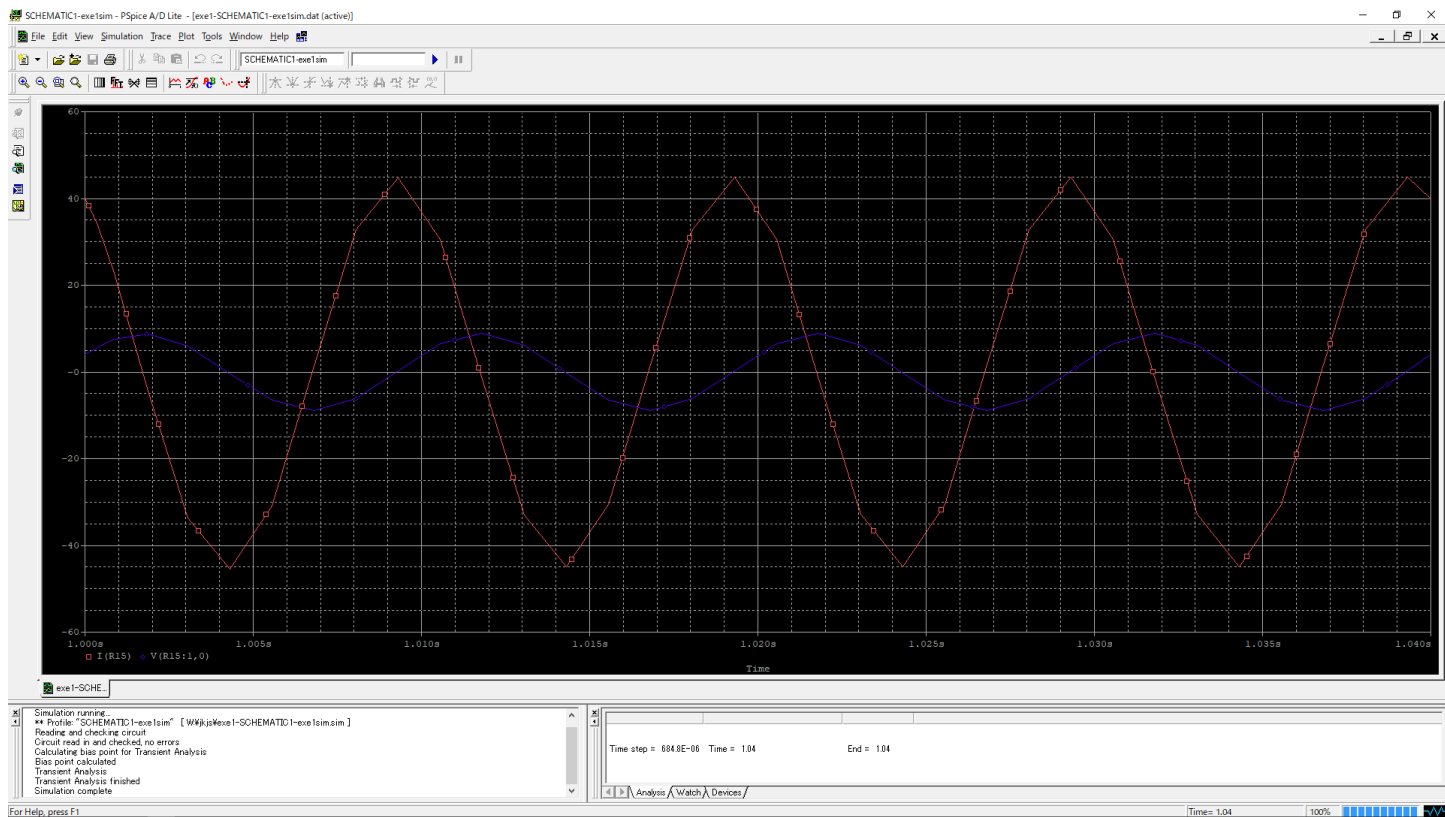 SCHEMATIC1-exe1sim - PSpice A/D Lite - [exe1-SCHEMATIC1-exe1sim.dat (active)]
File Edit View Simulation Trace Plot Tools Window Help
SCHEMATIC1-exe1sim
60
40
20
-0
-20
-40
-60
1.000s 1.005s 1.010s 1.015s 1.020s 1.025s 1.030s 1.035s 1.040s
I(R15) V(R15:1,0)
Time
exe1-SCHE...
Simulation running...
** Profile: "SCHEMATIC1-exe1sim" [ W:¥jkjs¥exe1-SCHEMATIC1-exe1sim.sim ]
Reading and checking circuit
Circuit read in and checked, no errors
Calculating bias point for Transient Analysis
Bias point calculated
Transient Analysis
Transient Analysis finished
Simulation complete
Time step = 684.8E-06 Time = 1.04 End = 1.04
Analysis Watch Devices
For Help, press F1
Time= 1.04 100%